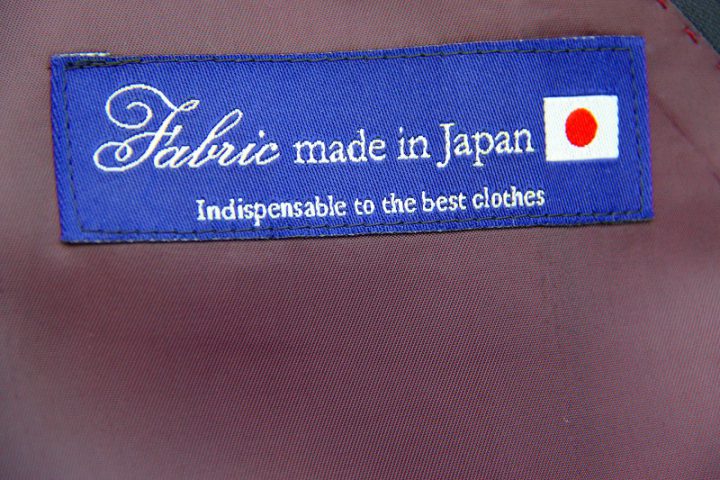 Fabric made in Japan
Indispensable to the best clothes